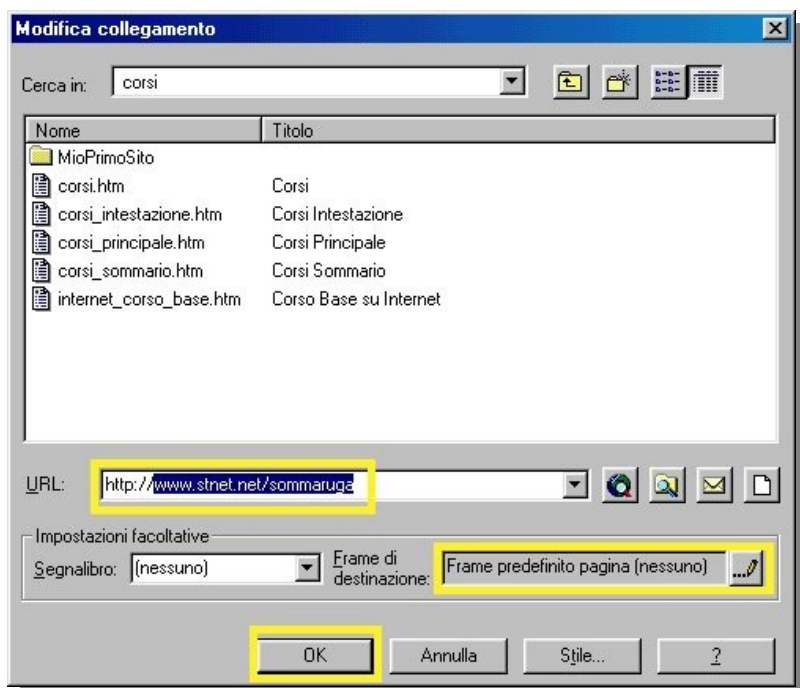 Modifica collegamento
Cerca in: corsi
Nome Titolo
MioPrimoSito
corsi.htm Corsi
corsi_intestazione.htm Corsi Intestazione
corsi_principale.htm Corsi Principale
corsi_sommario.htm Corsi Sommario
internet_corso_base.htm Corso Base su Internet
URL: http://www.stnet.net/sommaruga
Impostazioni facoltative
Segnalibro: (nessuno) Frame di destinazione: Frame predefinito pagina (nessuno) ...
OK Annulla Stile... ?